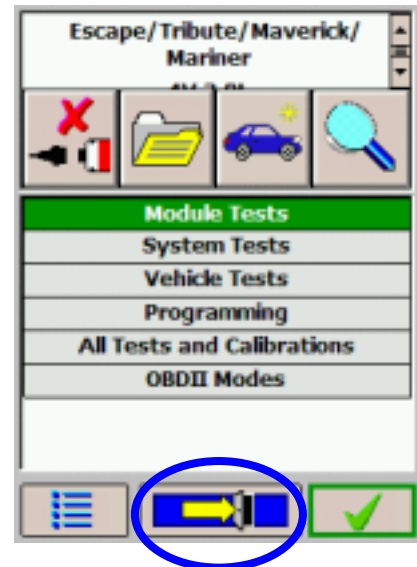 Escape/Tribute/Maverick/
Mariner
Module Tests
System Tests
Vehicle Tests
Programming
All Tests and Calibrations
OBDII Modes